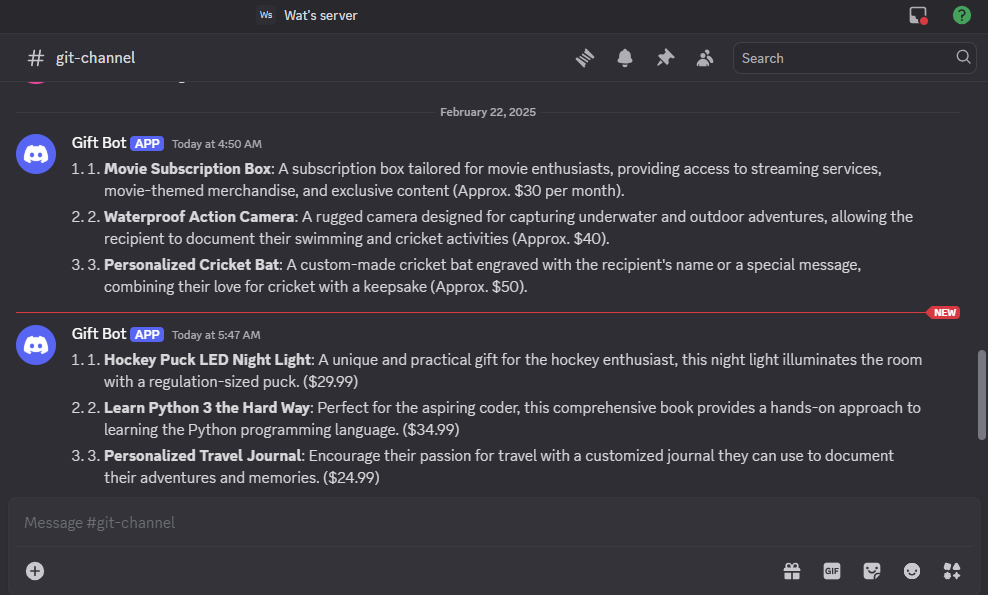 Ws Wat's server
?
# git-channel
Search
February 22, 2025
Gift Bot APP Today at 4:50 AM
1. 1. Movie Subscription Box: A subscription box tailored for movie enthusiasts, providing access to streaming services,
movie-themed merchandise, and exclusive content (Approx. $30 per month).
2. 2. Waterproof Action Camera: A rugged camera designed for capturing underwater and outdoor adventures, allowing the
recipient to document their swimming and cricket activities (Approx. $40).
3. 3. Personalized Cricket Bat: A custom-made cricket bat engraved with the recipient's name or a special message,
combining their love for cricket with a keepsake (Approx. $50).
NEW
Gift Bot APP Today at 5:47 AM
1. 1. Hockey Puck LED Night Light: A unique and practical gift for the hockey enthusiast, this night light illuminates the room
with a regulation-sized puck. ($29.99)
2. 2. Learn Python 3 the Hard Way: Perfect for the aspiring coder, this comprehensive book provides a hands-on approach to
learning the Python programming language. ($34.99)
3. 3. Personalized Travel Journal: Encourage their passion for travel with a customized journal they can use to document
their adventures and memories. ($24.99)
Message #git-channel
GIF